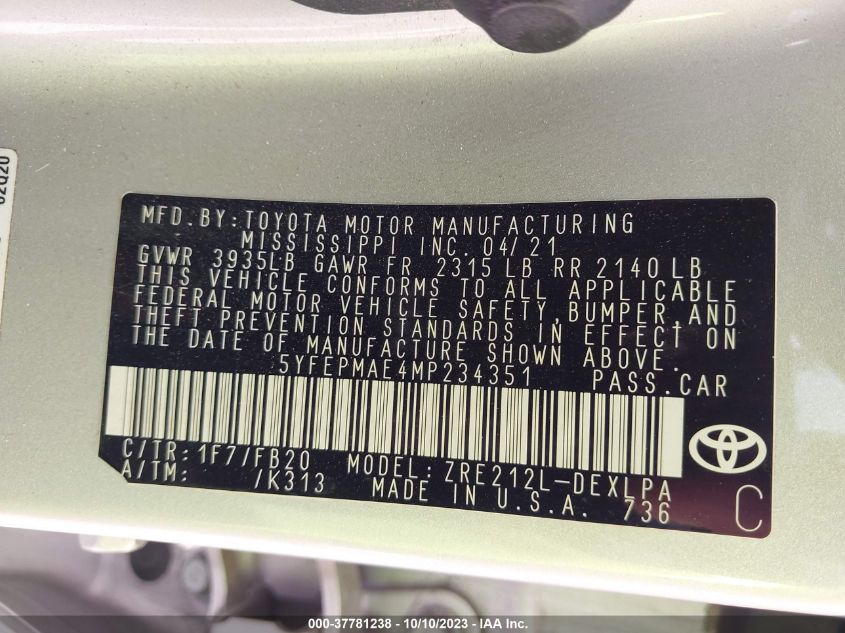 MFD. BY: TOYOTA MOTOR MANUFACTURING
MISSISSIPPI INC. 04/21
GVWR 3935LB GAWR FR 2315 LB RR 2140 LB
THIS VEHICLE CONFORMS TO ALL APPLICABLE
FEDERAL MOTOR VEHICLE SAFETY, BUMPER, AND
THEFT PREVENTION STANDARDS IN EFFECT ON
THE DATE OF MANUFACTURE SHOWN ABOVE.
5YFEPMAE4MP234351 PASS. CAR
C/TR: 1F7/FB20 MODEL: ZRE212L-DEXLPA
A/TM: /K313 MADE IN U.S.A. 736
C
02Q20
000-37781238 - 10/10/2023 - IAA Inc.